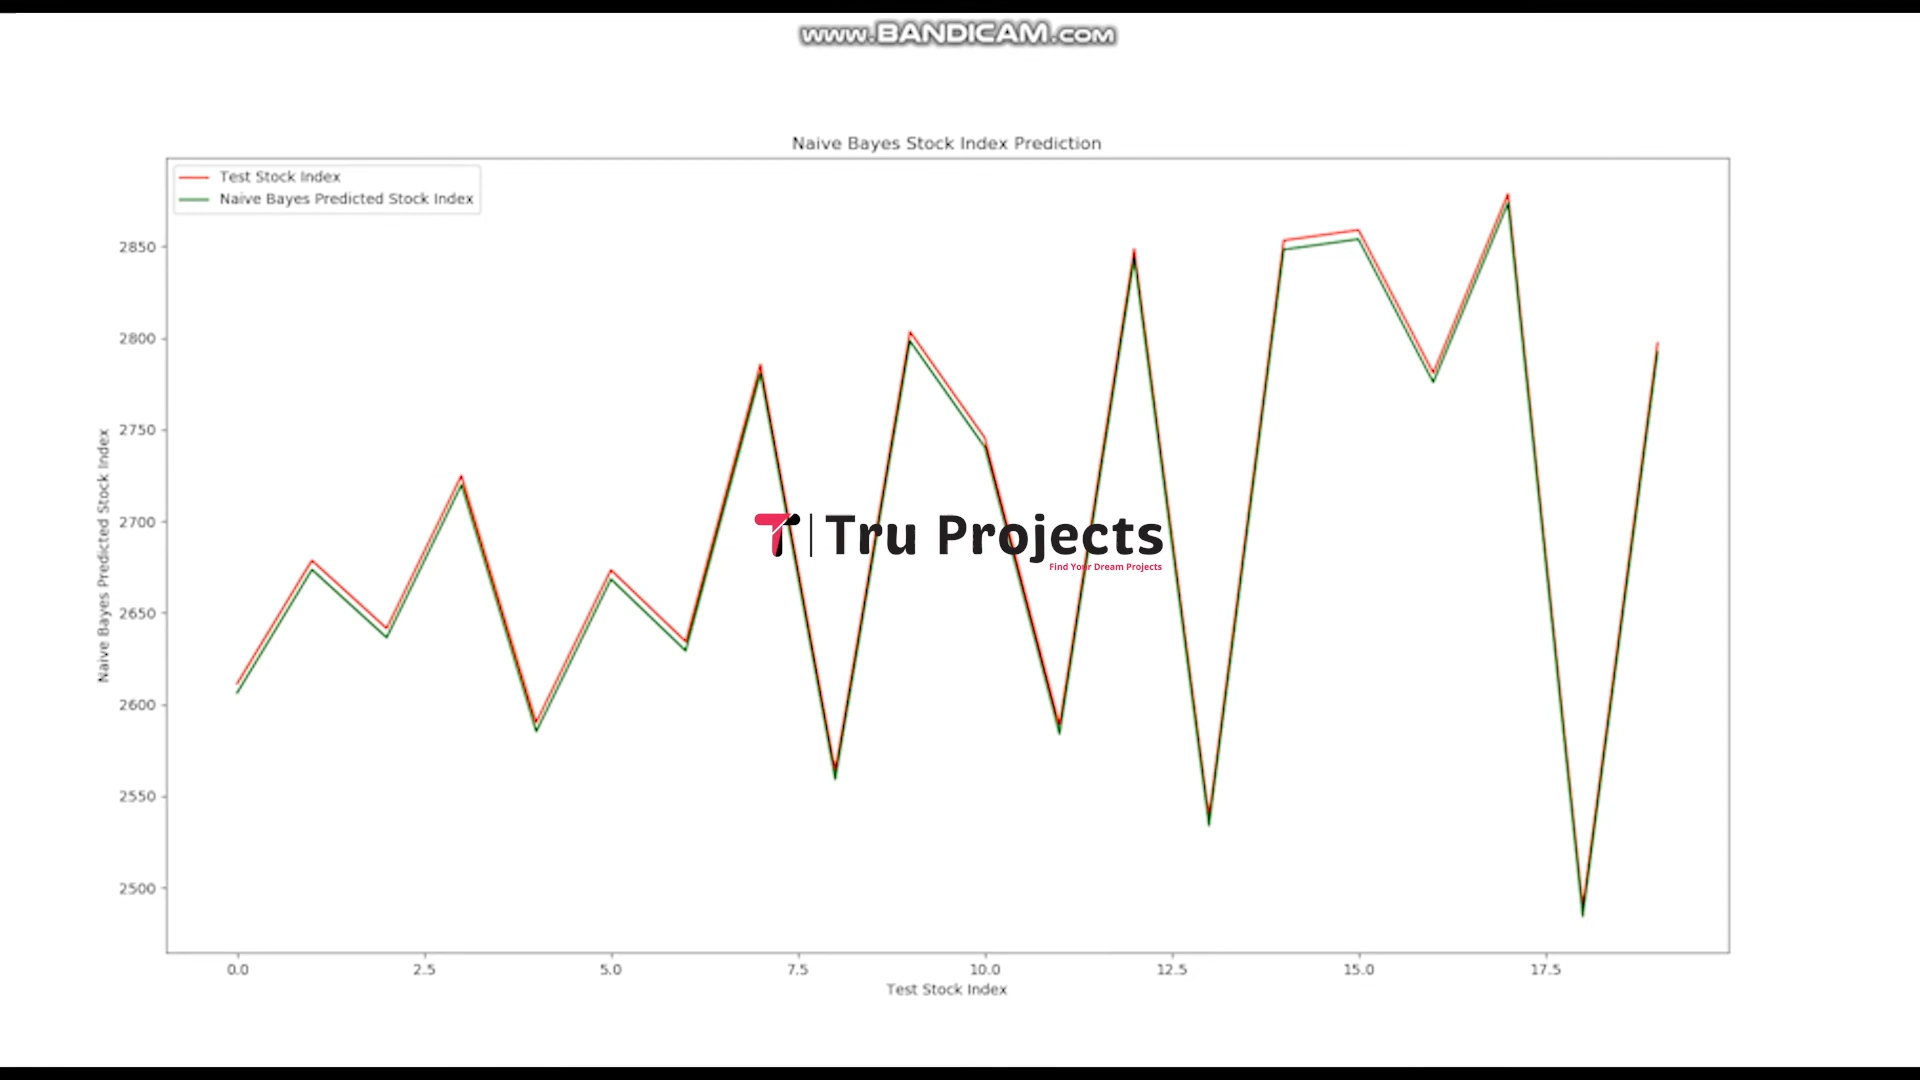 www.BANDICAM.COM
Naive Bayes Stock Index Prediction
Test Stock Index
Naive Bayes Predicted Stock Index
2850
2800
2750
2700
2650
2600
2550
2500
Naive Bayes Predicted Stock Index
T | Tru Projects
Find Your Dream Projects
0.0 2.5 5.0 7.5 10.0 12.5 15.0 17.5
Test Stock Index